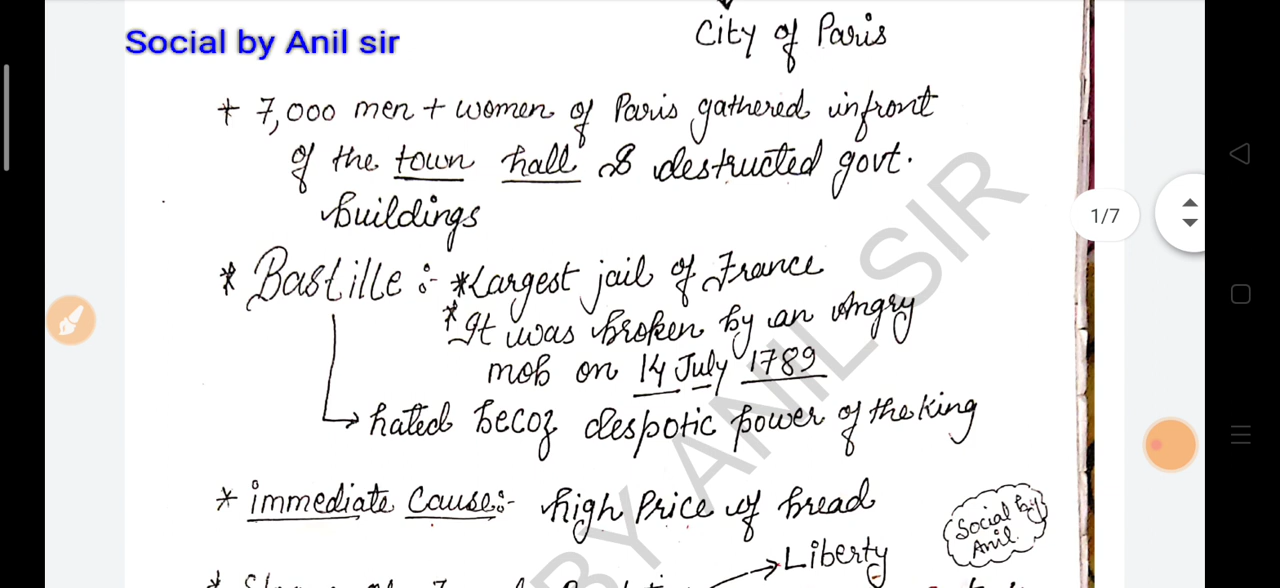 City of Paris
Social by Anil sir
+ 7,000 men + women of Paris gathered infront
of the town hall & destructed govt.
buildings
1/7
* Bastille :- *Largest jail of France
*It was broken by an angry
mob on 14 July 1789
→ hated becoz despotic power of the King
* immediate Cause:- high Price of bread
Social by
Anil
→ Liberty
BY ANIL SIR